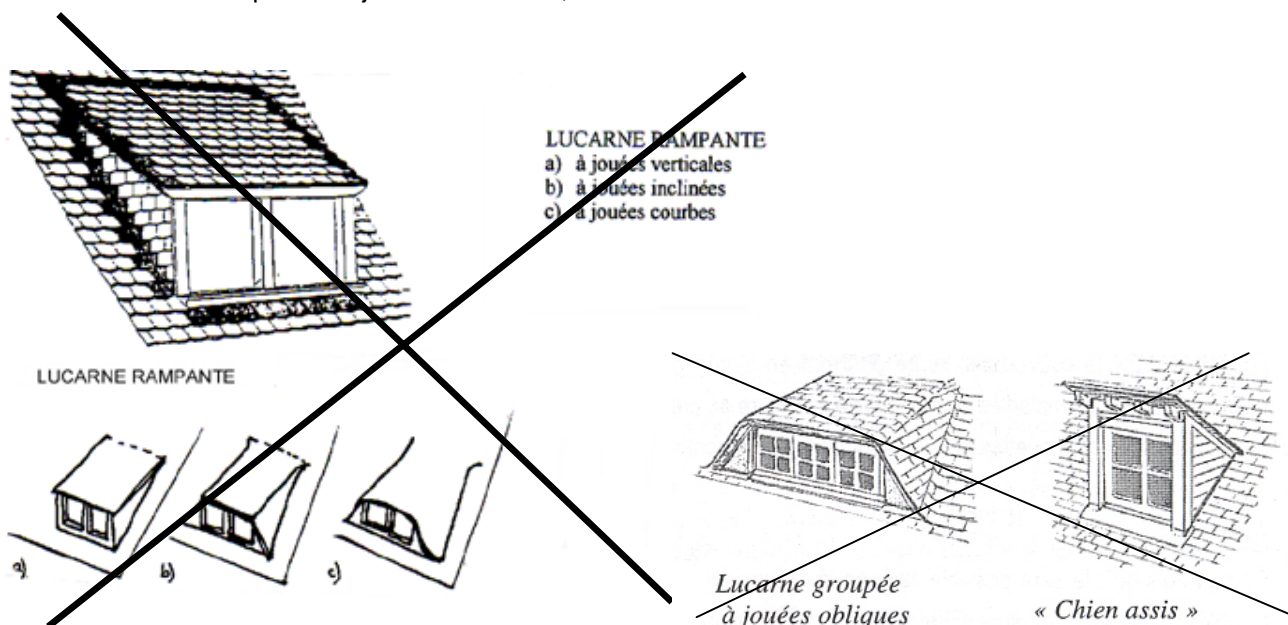 LUCARNE RAMPANTE
a) à jouées verticales
b) à jouées inclinées
c) à jouées courbes
LUCARNE RAMPANTE
a)
b)
c)
Lucarne groupée
à jouées obliques
« Chien assis »